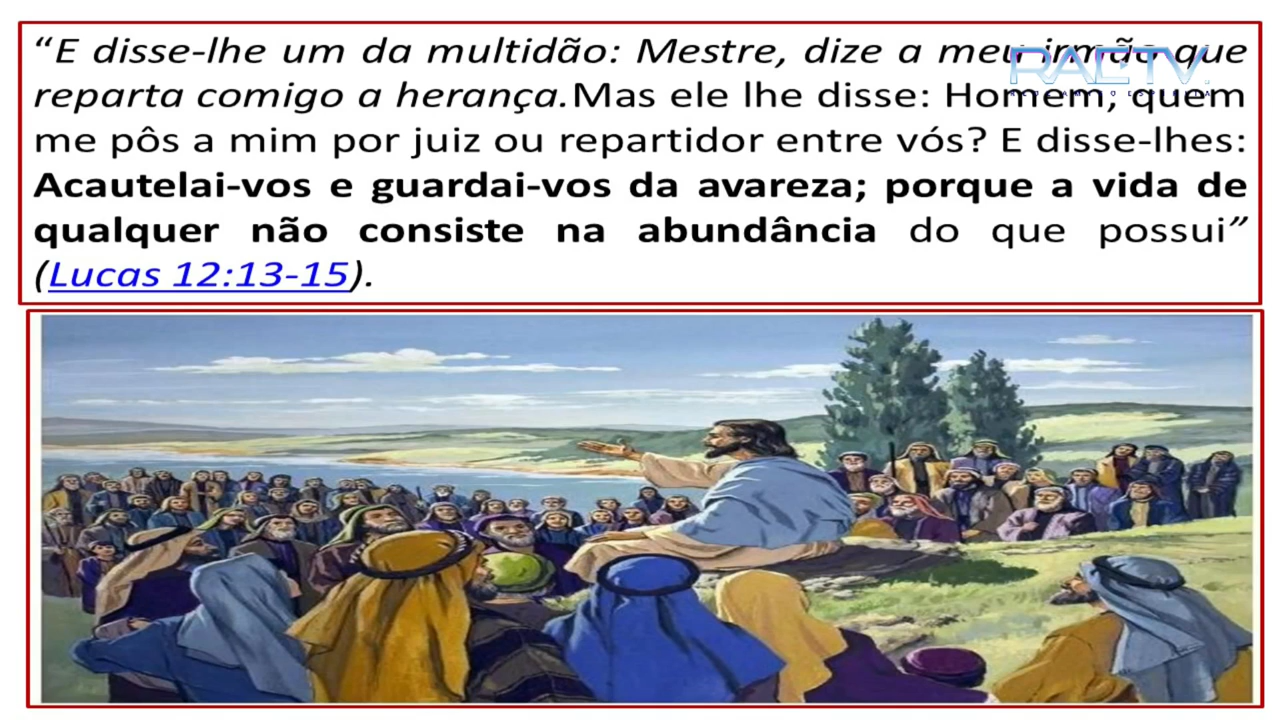 “E disse-lhe um da multidão: Mestre, dize a meu irmão que
reparta comigo a herança.Mas ele lhe disse: Homem, quem
me pôs a mim por juiz ou repartidor entre vós? E disse-lhes:
Acautelai-vos e guardai-vos da avareza; porque a vida de
qualquer não consiste na abundância do que possui”
(Lucas 12:13-15).
RAETV